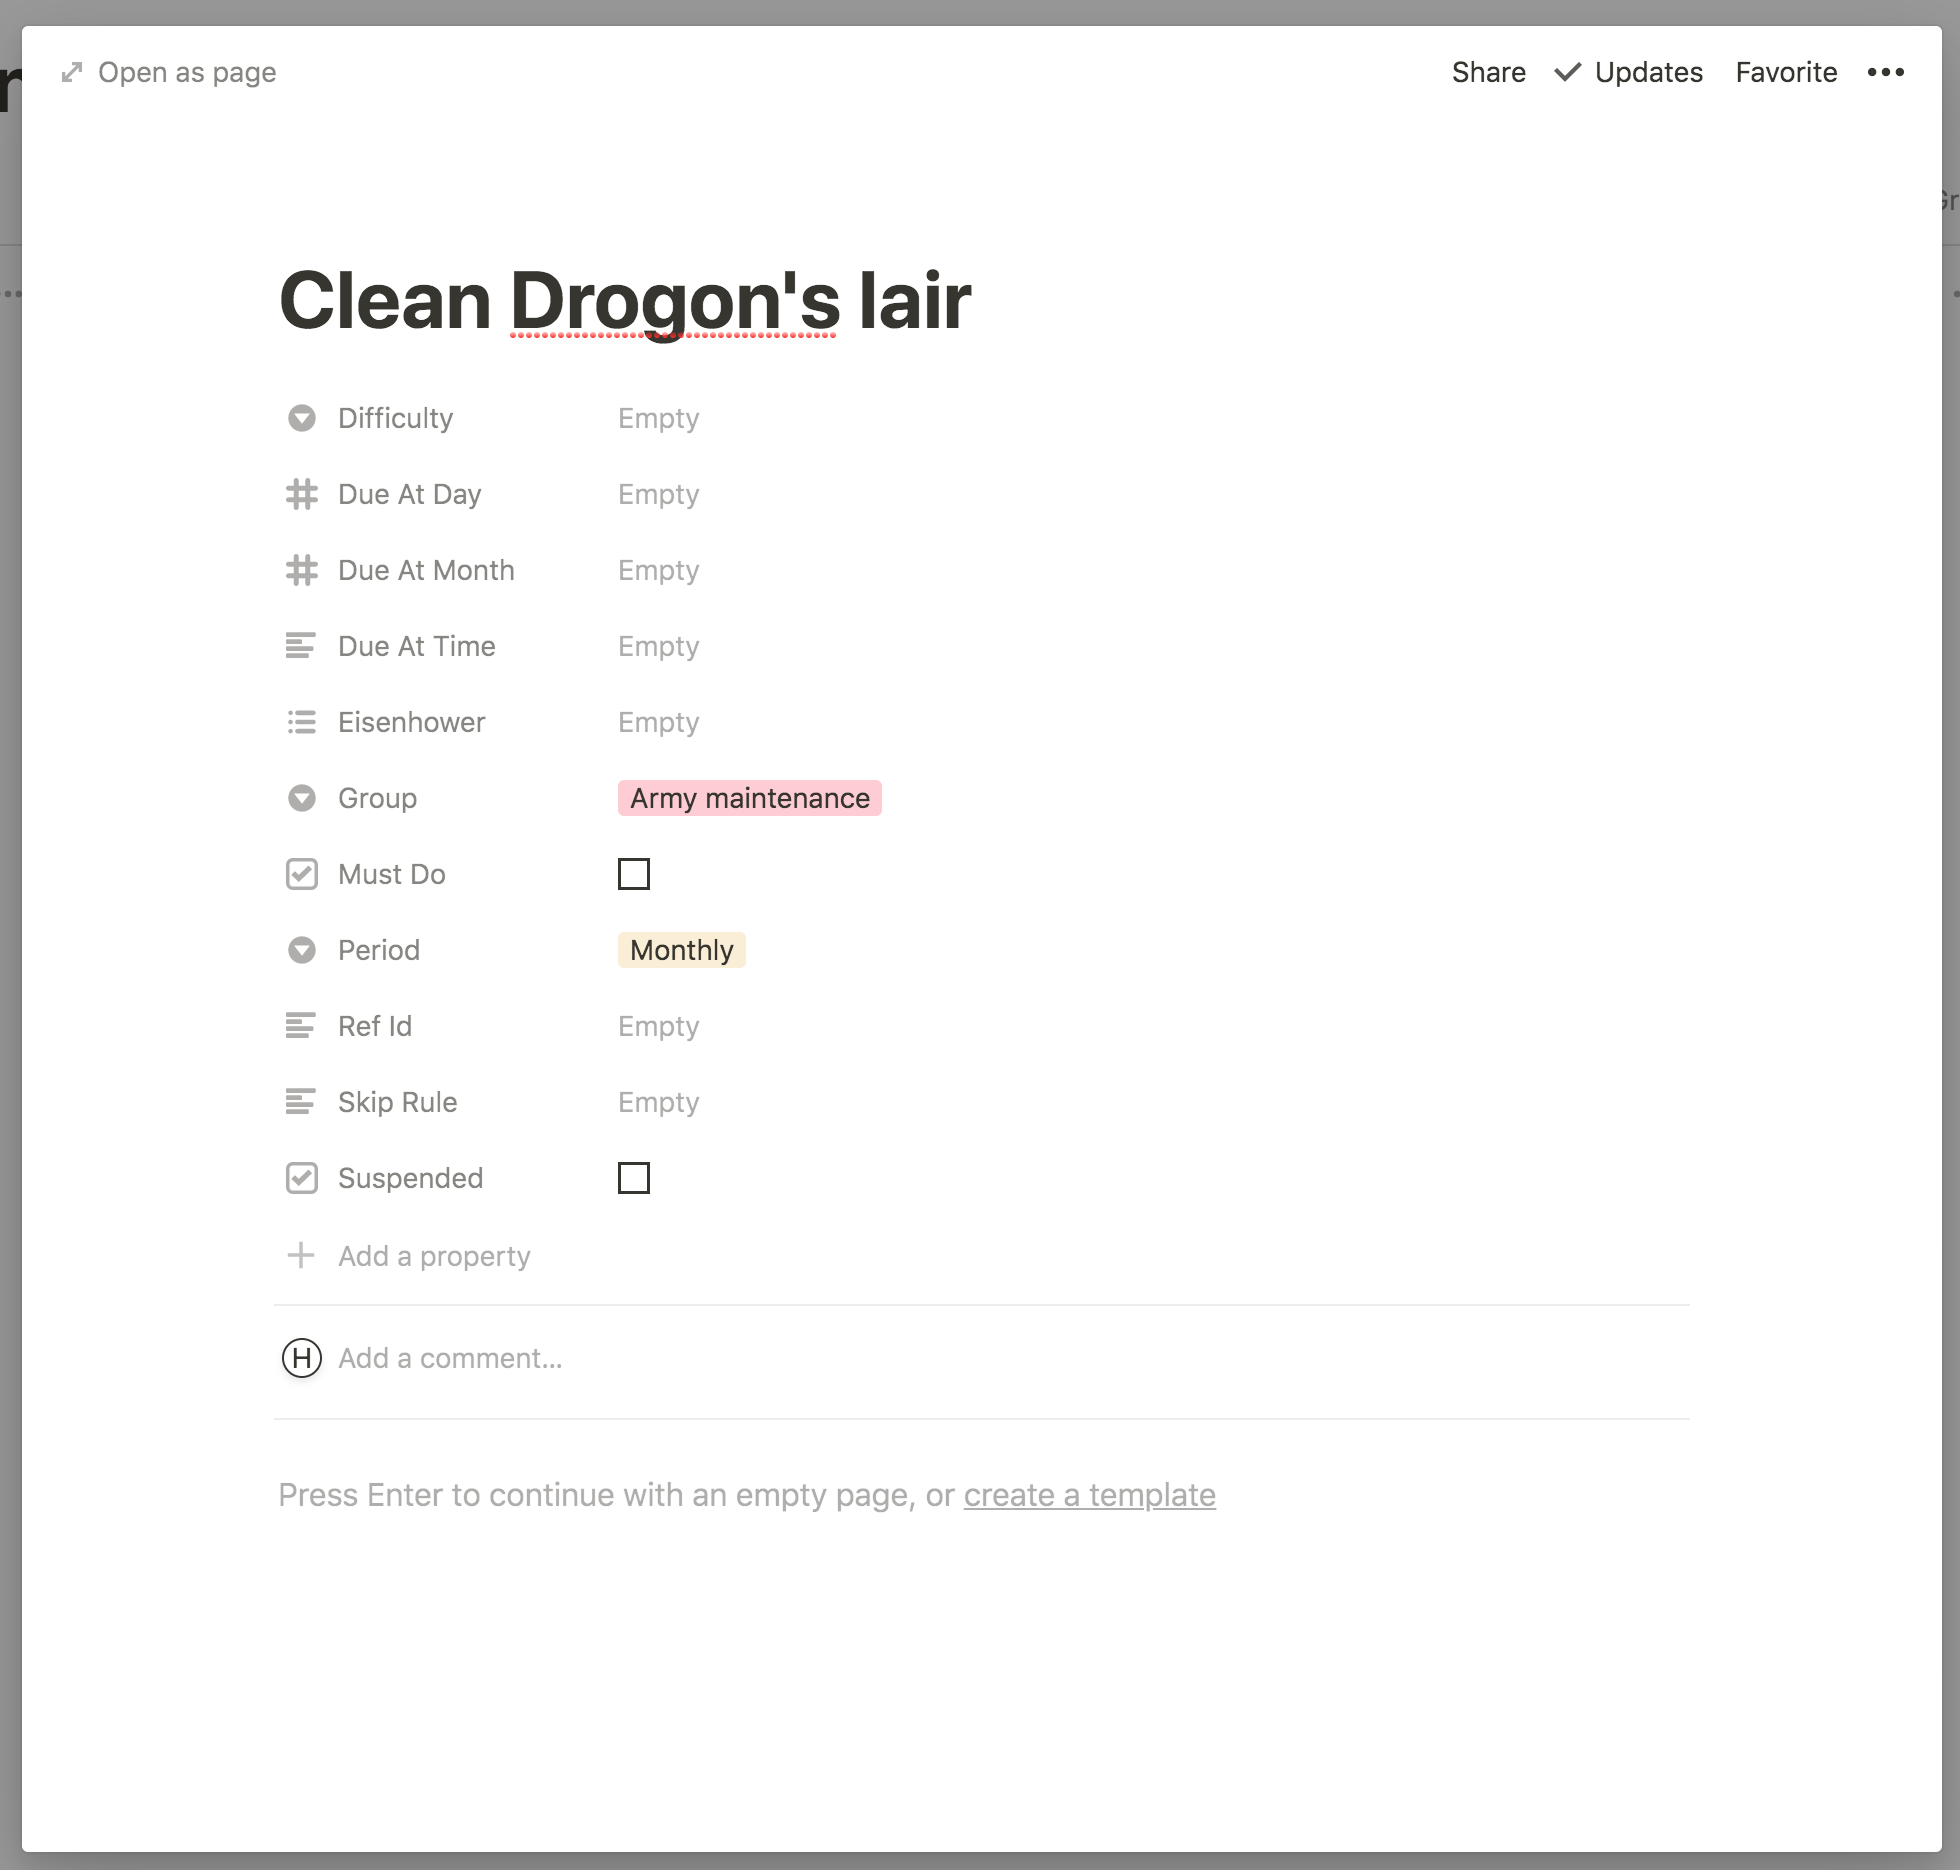 Open as page
Share Updates Favorite
Clean Drogon's lair
Difficulty Empty
Due At Day Empty
Due At Month Empty
Due At Time Empty
Eisenhower Empty
Group Army maintenance
Must Do
Period Monthly
Ref Id Empty
Skip Rule Empty
Suspended
Add a property
H Add a comment...
Press Enter to continue with an empty page, or create a template